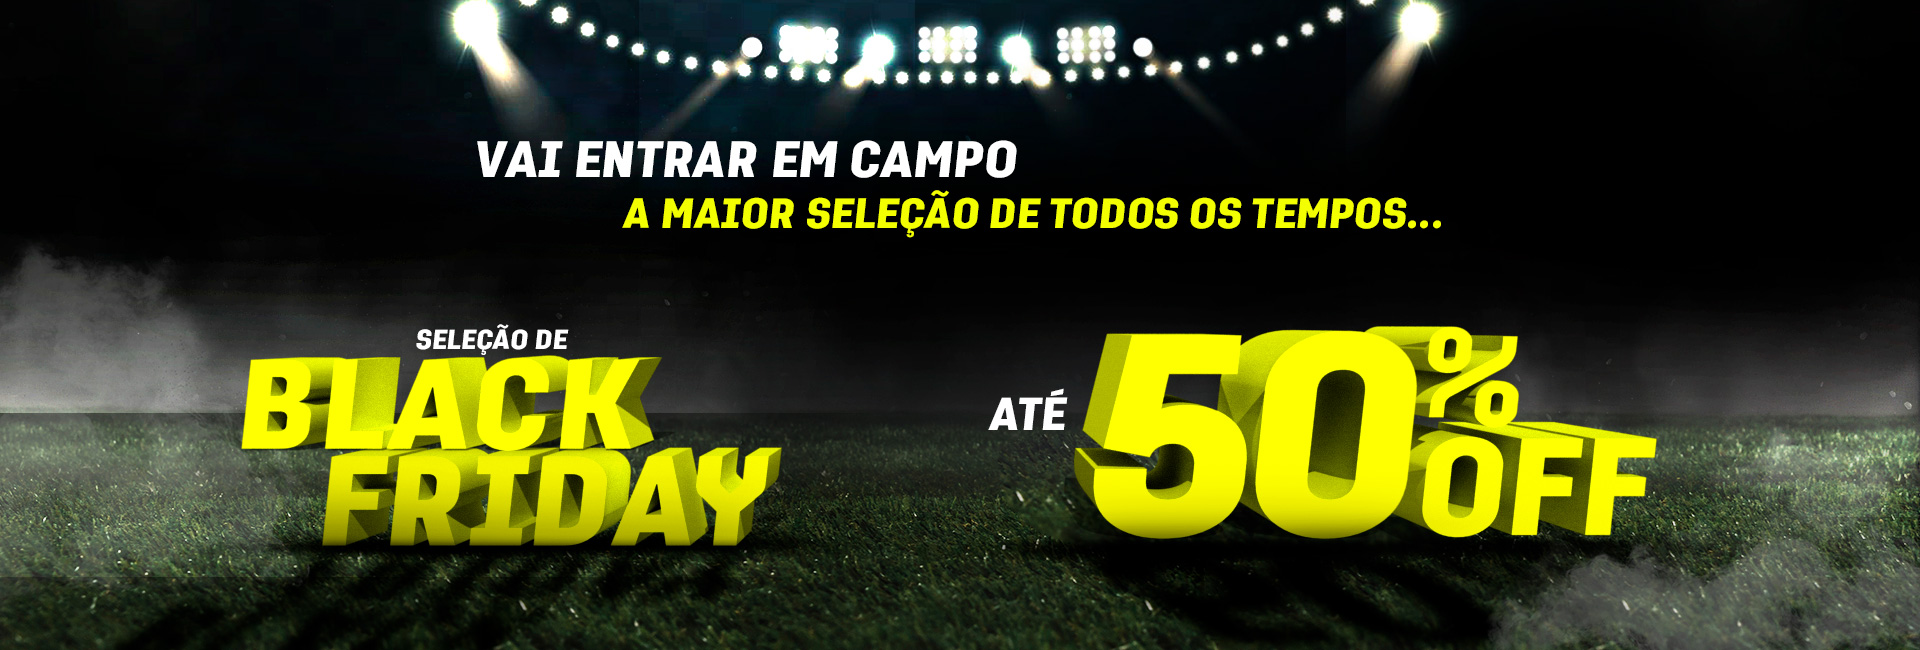 VAI ENTRAR EM CAMPO
A MAIOR SELEÇÃO DE TODOS OS TEMPOS...
SELEÇÃO DE
BLACK
FRIDAY
ATÉ
50%
OFF